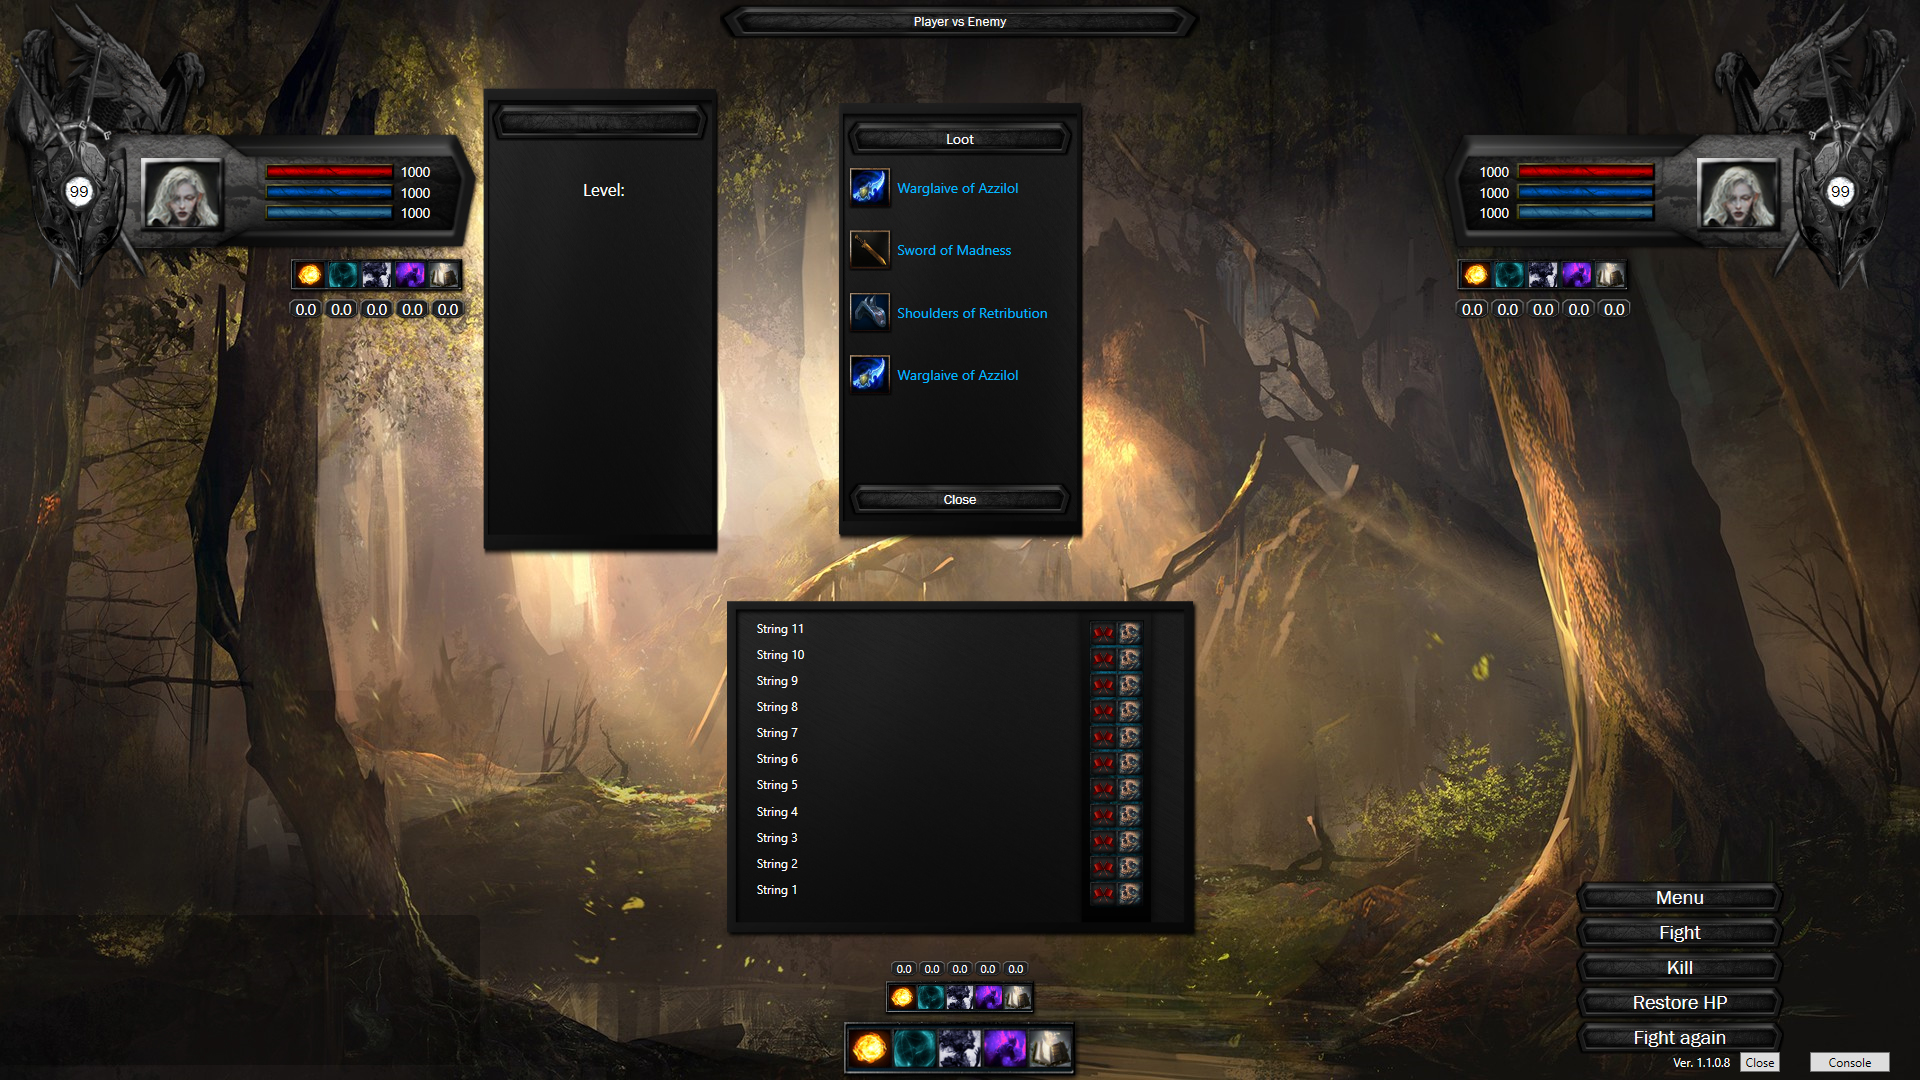 Player vs Enemy
99
1000
1000
1000
0.0 0.0 0.0 0.0 0.0
Level:
Loot
Warglaive of Azzilol
Sword of Madness
Shoulders of Retribution
Warglaive of Azzilol
Close
1000
1000
1000
99
0.0 0.0 0.0 0.0 0.0
String 11
String 10
String 9
String 8
String 7
String 6
String 5
String 4
String 3
String 2
String 1
0.0 0.0 0.0 0.0 0.0
Menu
Fight
Kill
Restore HP
Fight again
Ver. 1.1.0.8 Close Console